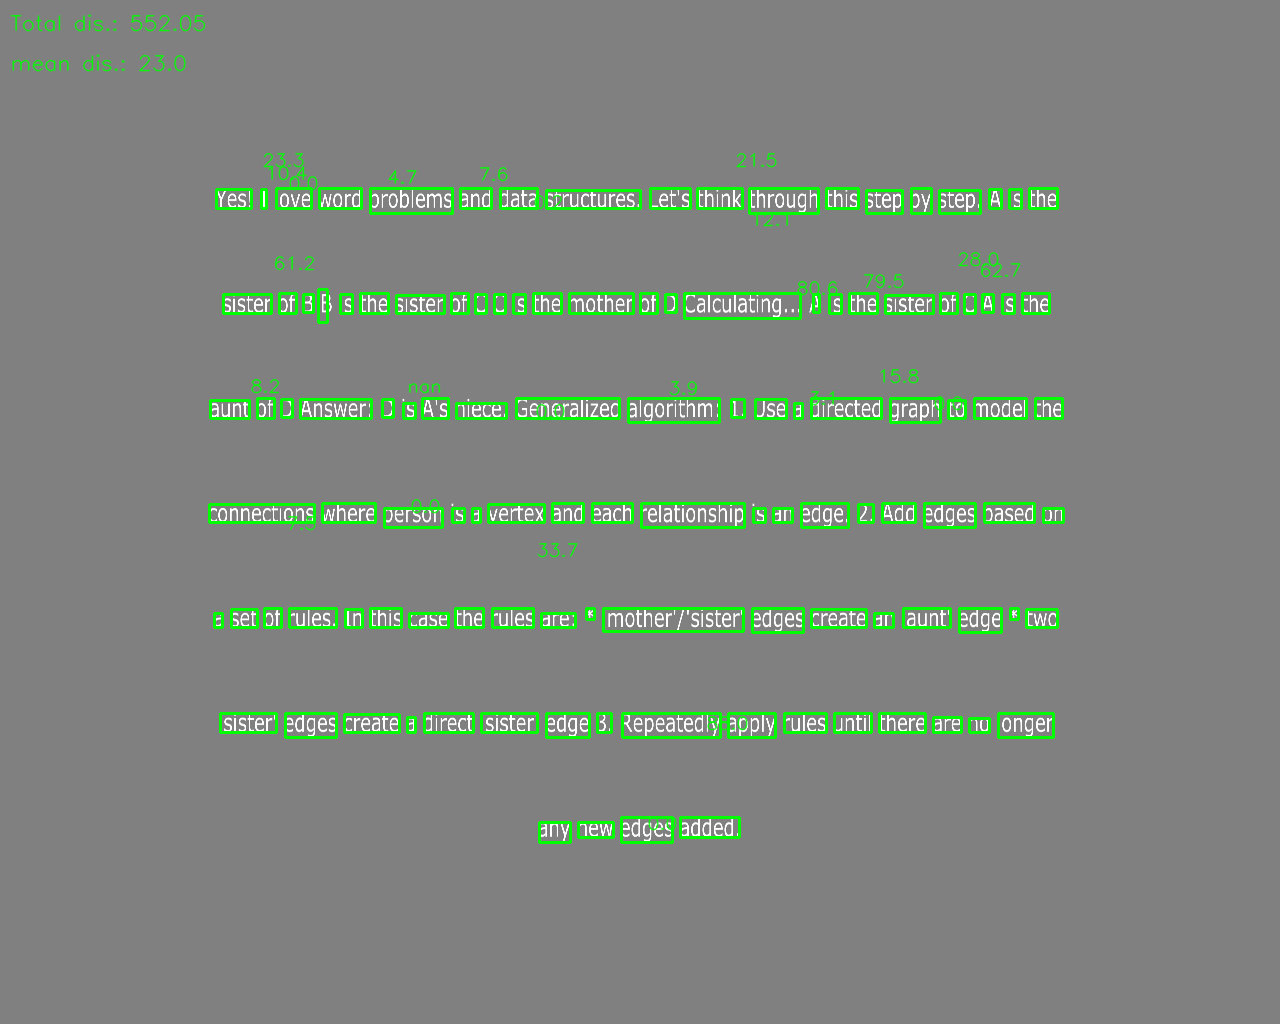 Total dis.: 552.05
mean dis.: 23.0
23.3
10.4
0.0
4.7
7.6
21.5
Yes! I love word problems and data structures. Let's think through this step by step. A is the
12.1
61.2
28.0
62.7
80.6
79.5
sister of B B is the sister of C C is the mother of D Calculating... A is the sister of C A is the
8.2
nan
3.9
15.8
aunt of D Answer: D is A's niece. Generalized algorithm: 1. Use a directed graph to model the
0.0
connections where person is a vertex and each relationship is an edge. 2. Add edges based on
33.7
a set of rules. In this case the rules are: * 'mother'/'sister' edges create an 'aunt' edge * two
'sister' edges create a direct 'sister' edge 3. Repeatedly apply rules until there are no longer
any new edges added.